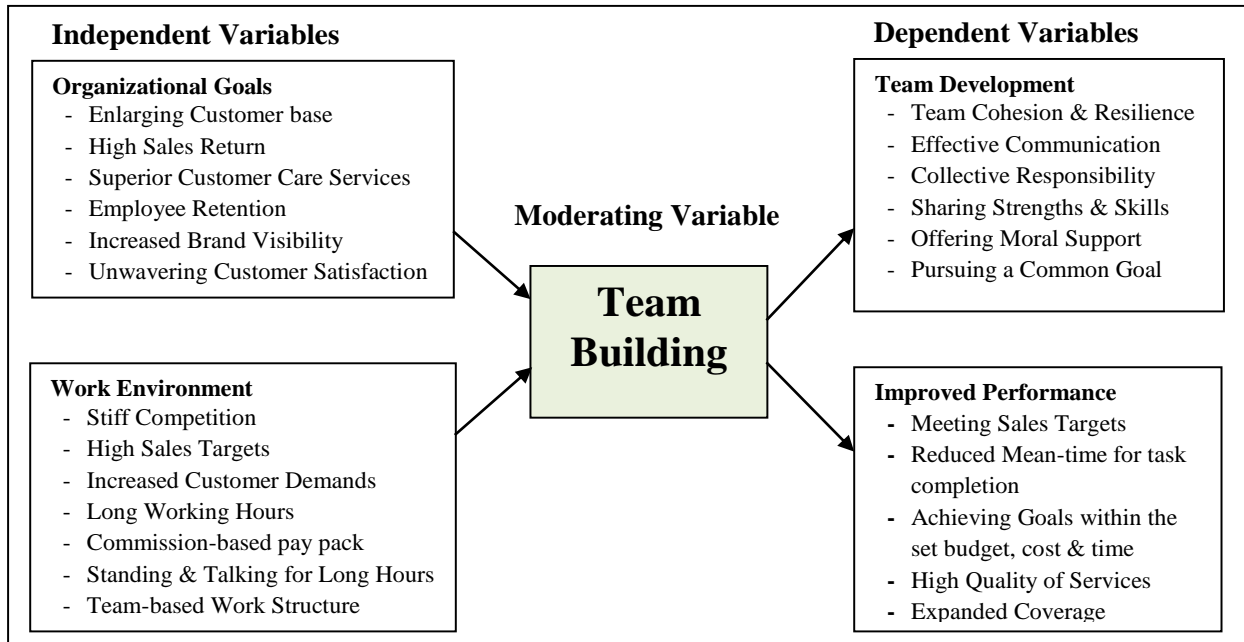 Independent Variables
Organizational Goals
- Enlarging Customer base
- High Sales Return
- Superior Customer Care Services
- Employee Retention
- Increased Brand Visibility
- Unwavering Customer Satisfaction
Work Environment
- Stiff Competition
- High Sales Targets
- Increased Customer Demands
- Long Working Hours
- Commission-based pay pack
- Standing & Talking for Long Hours
- Team-based Work Structure
Moderating Variable
Team
Building
Dependent Variables
Team Development
- Team Cohesion & Resilience
- Effective Communication
- Collective Responsibility
- Sharing Strengths & Skills
- Offering Moral Support
- Pursuing a Common Goal
Improved Performance
- Meeting Sales Targets
- Reduced Mean-time for task
completion
- Achieving Goals within the
set budget, cost & time
- High Quality of Services
- Expanded Coverage